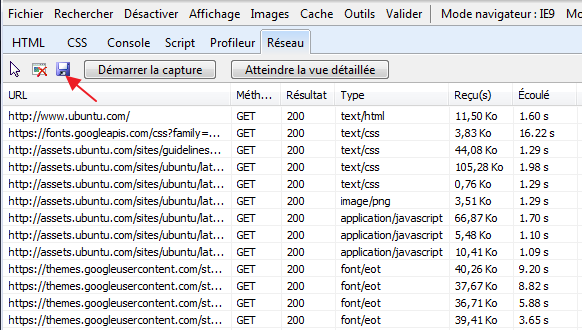 Fichier Rechercher Désactiver Affichage Images Cache Outils Valider Mode navigateur : IE9
HTML CSS Console Script Profileur Réseau
Démarrer la capture Atteindre la vue détaillée
URL Méth... Résultat Type Reçu(s) Écoulé
http://www.ubuntu.com/ GET 200 text/html 11,50 Ko 1.60 s
https://fonts.googleapis.com/css?family=... GET 200 text/css 3,83 Ko 16.22 s
http://assets.ubuntu.com/sites/guidelines... GET 200 text/css 44,08 Ko 1.29 s
http://assets.ubuntu.com/sites/ubuntu/lat... GET 200 text/css 105,28 Ko 1.98 s
http://assets.ubuntu.com/sites/ubuntu/lat... GET 200 text/css 0,76 Ko 1.29 s
http://assets.ubuntu.com/sites/ubuntu/lat... GET 200 image/png 3,51 Ko 1.29 s
http://assets.ubuntu.com/sites/ubuntu/lat... GET 200 application/javascript 66,87 Ko 1.70 s
http://assets.ubuntu.com/sites/ubuntu/lat... GET 200 application/javascript 5,48 Ko 1.10 s
http://assets.ubuntu.com/sites/ubuntu/lat... GET 200 application/javascript 10,41 Ko 1.09 s
https://themes.googleusercontent.com/st... GET 200 font/eot 40,26 Ko 9.20 s
https://themes.googleusercontent.com/st... GET 200 font/eot 37,67 Ko 8.82 s
https://themes.googleusercontent.com/st... GET 200 font/eot 36,71 Ko 5.88 s
https://themes.googleusercontent.com/st... GET 200 font/eot 39,41 Ko 3.65 s